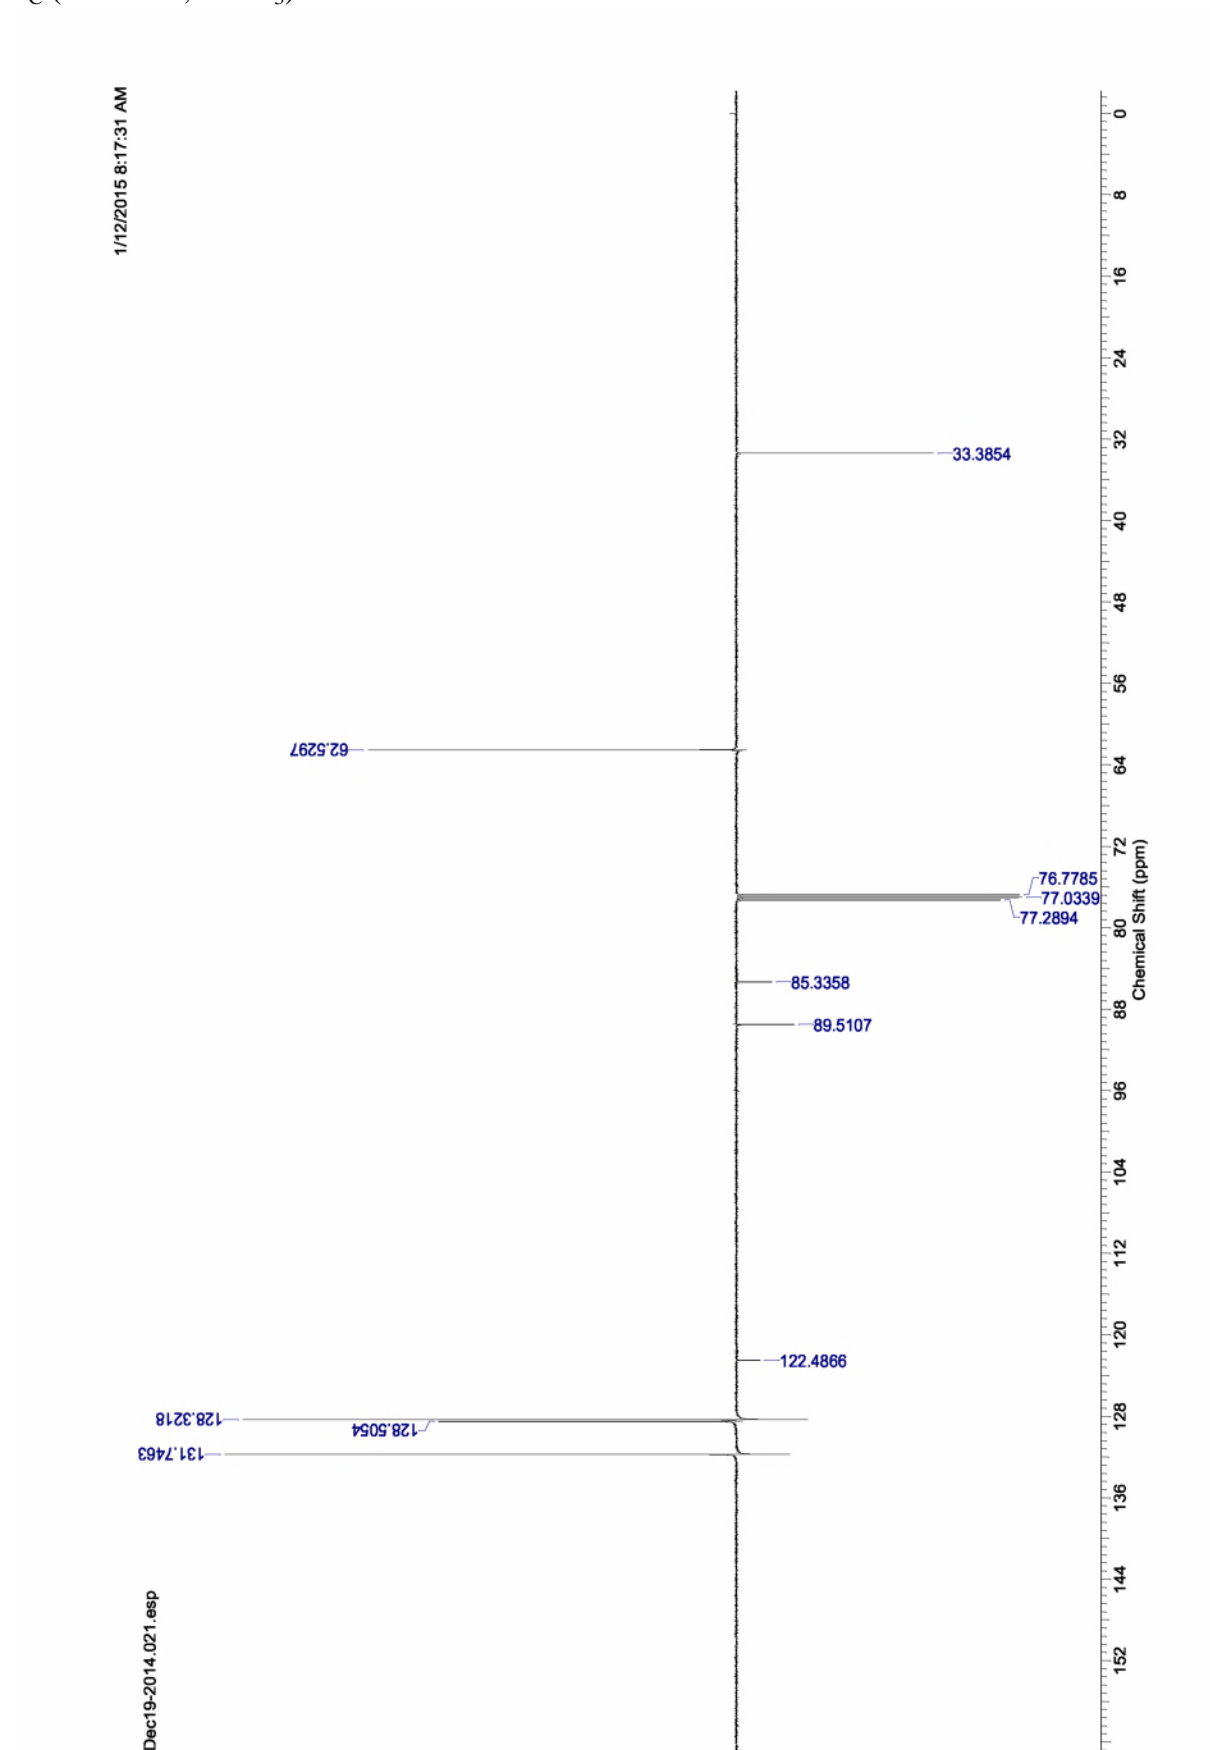 1/12/2015 8:17:31 AM
Dec19-2014.021.esp
131.7463
128.5054
128.3218
122.4866
89.5107
85.3358
77.2894
77.0339
76.7785
62.5297
33.3854
152 144 136 128 120 112 104 96 88 80 72 64 56 48 40 32 24 16 8 0
Chemical Shift (ppm)